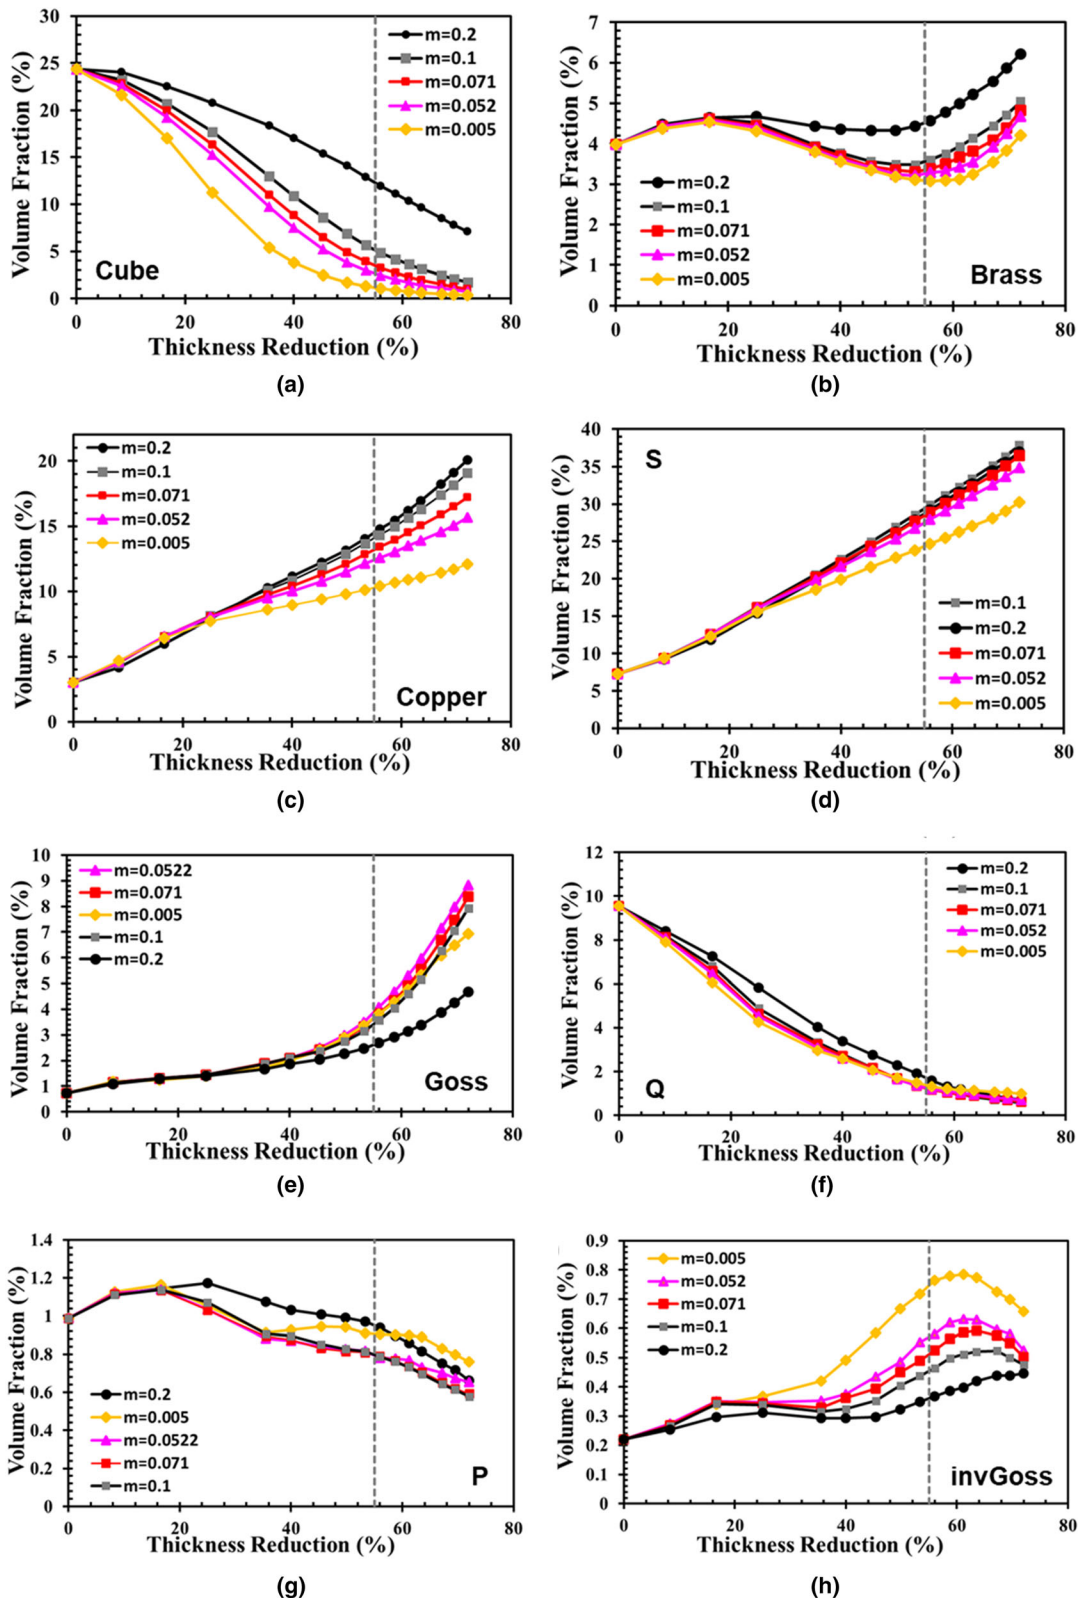 30
25
20
15
10
5
0
Volume Fraction (%)
m=0.2
m=0.1
m=0.071
m=0.052
m=0.005
Cube
0 20 40 60 80
Thickness Reduction (%)
(a)
7
6
5
4
3
2
1
0
Volume Fraction (%)
m=0.2
m=0.1
m=0.071
m=0.052
m=0.005
Brass
0 20 40 60 80
Thickness Reduction (%)
(b)
20
15
10
5
0
Volume Fraction (%)
m=0.2
m=0.1
m=0.071
m=0.052
m=0.005
Copper
0 20 40 60 80
Thickness Reduction (%)
(c)
40
35
30
25
20
15
10
5
0
Volume Fraction (%)
S
m=0.1
m=0.2
m=0.071
m=0.052
m=0.005
0 20 40 60 80
Thickness Reduction (%)
(d)
10
9
8
7
6
5
4
3
2
1
0
Volume Fraction (%)
m=0.0522
m=0.071
m=0.005
m=0.1
m=0.2
Goss
0 20 40 60 80
Thickness Reduction (%)
(e)
12
10
8
6
4
2
0
Volume Fraction (%)
m=0.2
m=0.1
m=0.071
m=0.052
m=0.005
Q
0 20 40 60 80
Thickness Reduction (%)
(f)
1.4
1.2
1
0.8
0.6
0.4
0.2
0
Volume Fraction (%)
m=0.2
m=0.005
m=0.0522
m=0.071
m=0.1
P
0 20 40 60 80
Thickness Reduction (%)
(g)
0.9
0.8
0.7
0.6
0.5
0.4
0.3
0.2
0.1
0
Volume Fraction (%)
m=0.005
m=0.052
m=0.071
m=0.1
m=0.2
invGoss
0 20 40 60 80
Thickness Reduction (%)
(h)